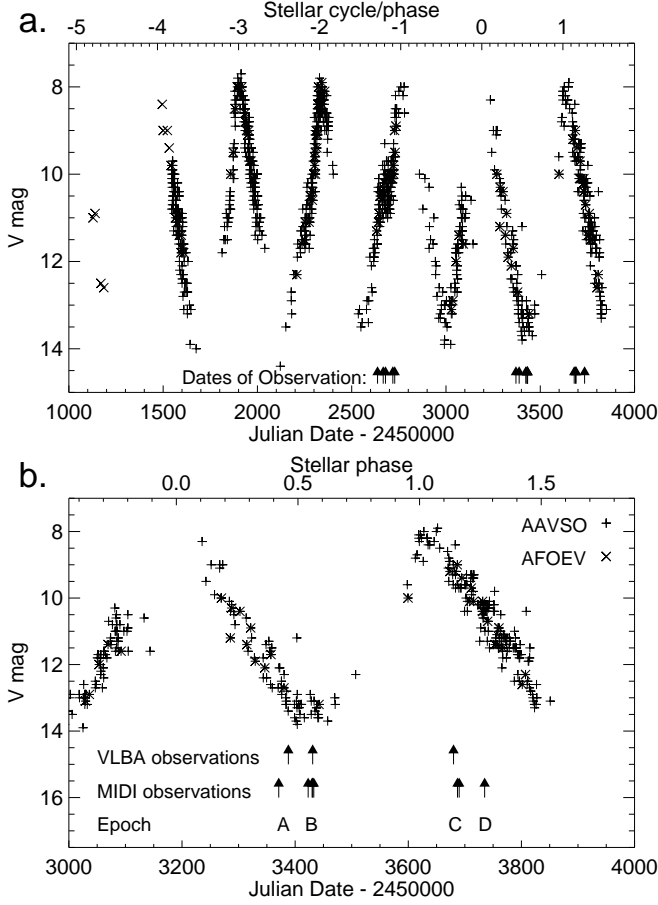 a.
Stellar cycle/phase
-5 -4 -3 -2 -1 0 1
8
10
V mag
12
14
Dates of Observation:
1000 1500 2000 2500 3000 3500 4000
Julian Date - 2450000
b.
Stellar phase
0.0 0.5 1.0 1.5
8
AAVSO
AFOEV
10
V mag
12
14
VLBA observations
16
MIDI observations
Epoch A B C D
3000 3200 3400 3600 3800 4000
Julian Date - 2450000